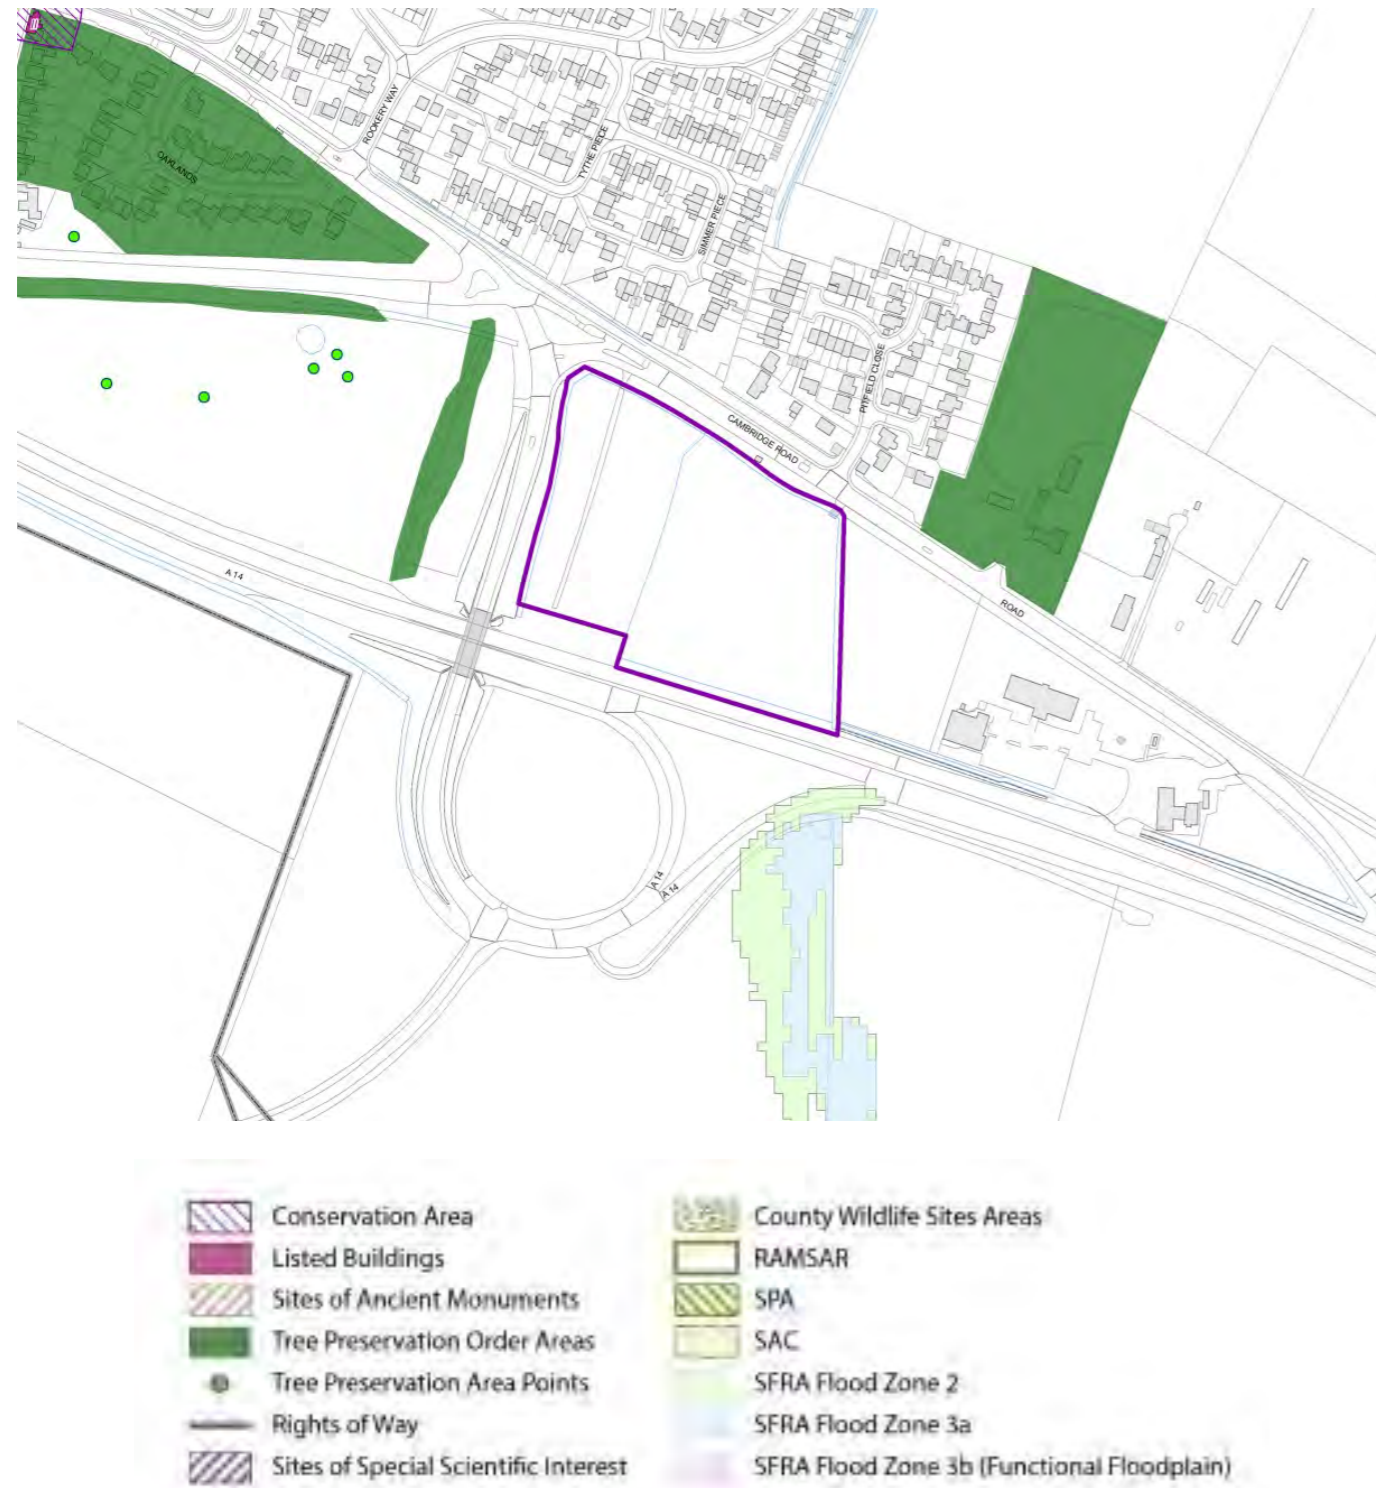 ROOKERY WAY
TYTHE PIECE
OAKLANDS
SIMMER PIECE
PITFIELD CLOSE
CAMBRIDGE ROAD
A 14
ROAD
A 14
A 14
Conservation Area
Listed Buildings
Sites of Ancient Monuments
Tree Preservation Order Areas
Tree Preservation Area Points
Rights of Way
Sites of Special Scientific Interest
County Wildlife Sites Areas
RAMSAR
SPA
SAC
SFRA Flood Zone 2
SFRA Flood Zone 3a
SFRA Flood Zone 3b (Functional Floodplain)